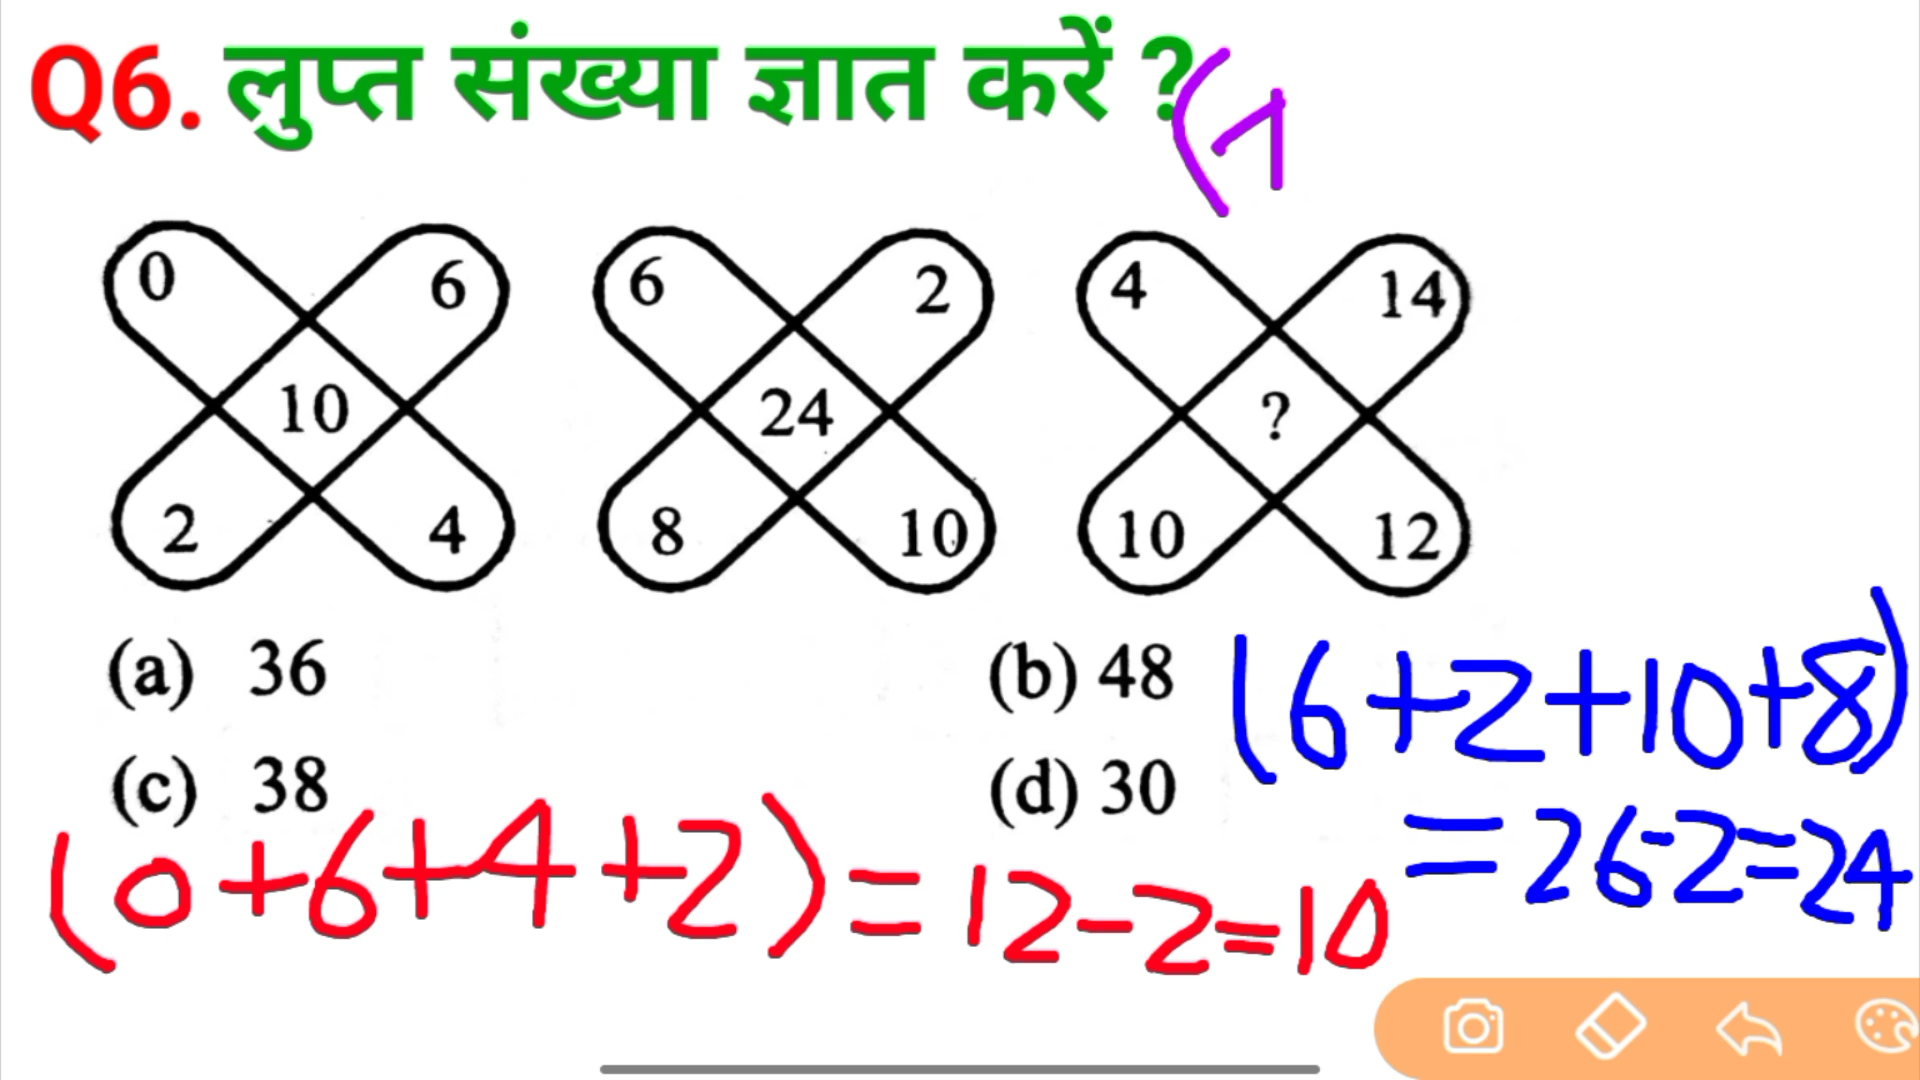 Q6. लुप्त संख्या ज्ञात करें ?
0 6 6 2 4 14
10 24 ?
2 4 8 10 10 12
(a) 36 (b) 48
(c) 38 (d) 30
(6+2+10+8)
=26-2=24
(0+6+4+2)=12-2=10